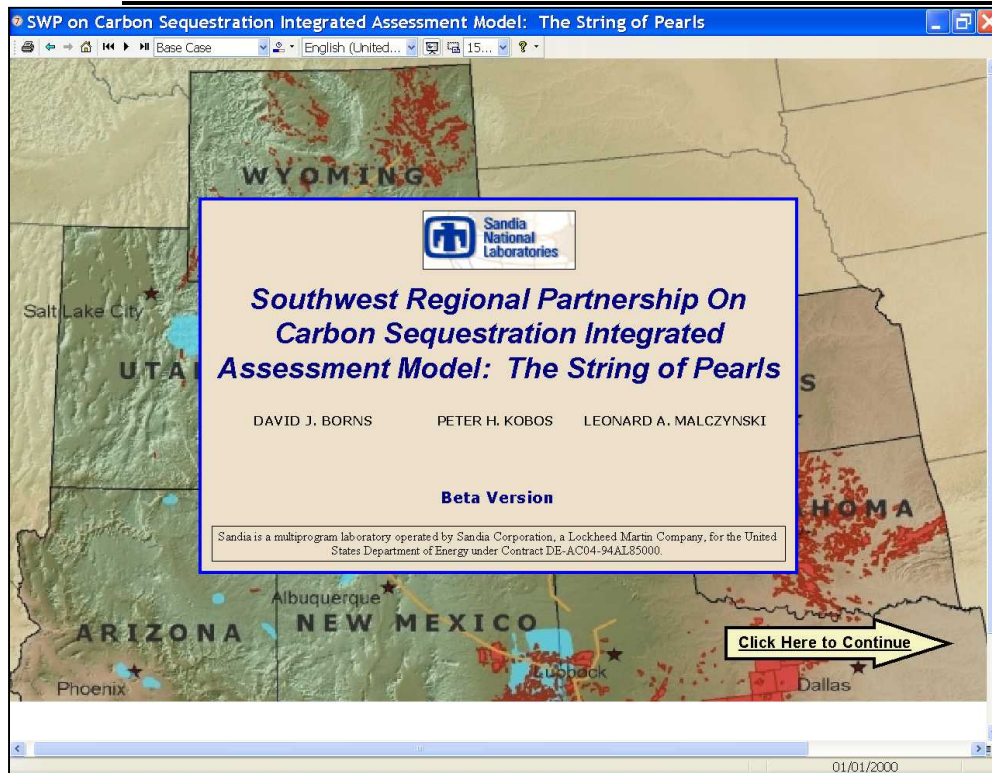 SWP on Carbon Sequestration Integrated Assessment Model: The String of Pearls
Base Case
English (United...
15...
WYOMING
Salt Lake City
UTA
Sandia
National
Laboratories
Southwest Regional Partnership On
Carbon Sequestration Integrated
Assessment Model: The String of Pearls
DAVID J. BORNS PETER H. KOBOS LEONARD A. MALCZYNSKI
Beta Version
Sandia is a multiprogram laboratory operated by Sandia Corporation, a Lockheed Martin Company, for the United
States Department of Energy under Contract DE-AC04-94AL85000.
S
HOMA
Albuquerque
ARIZONA
NEW MEXICO
Phoenix
Lubbock
Click Here to Continue
Dallas
01/01/2000